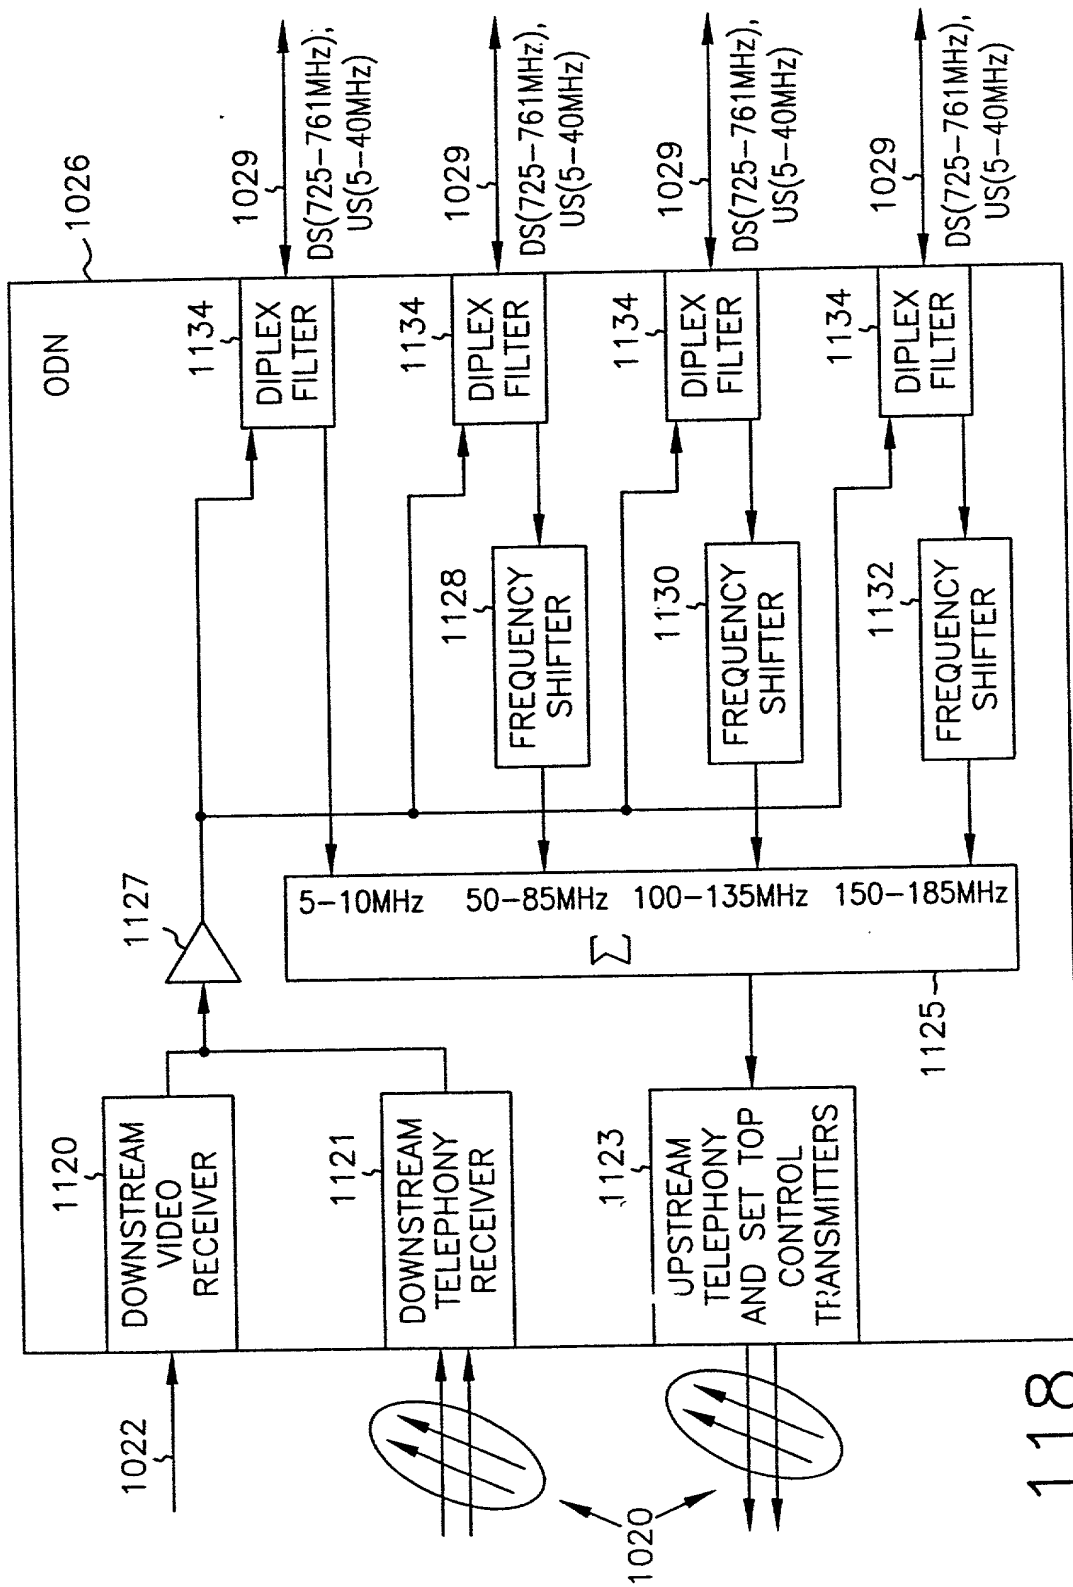 1026
ODN
1134
DIPLEX
FILTER
1029
DS(725-761MHz),
US(5-40MHz)
1134
DIPLEX
FILTER
1029
DS(725-761MHz),
US(5-40MHz)
1134
DIPLEX
FILTER
1029
DS(725-761MHz),
US(5-40MHz)
1134
DIPLEX
FILTER
1029
DS(725-761MHz),
US(5-40MHz)
1128
FREQUENCY
SHIFTER
1130
FREQUENCY
SHIFTER
1132
FREQUENCY
SHIFTER
1127
5-10MHz 50-85MHz 100-135MHz 150-185MHz
Σ
1125
1120
DOWNSTREAM
VIDEO
RECEIVER
1121
DOWNSTREAM
TELEPHONY
RECEIVER
1123
UPSTREAM
TELEPHONY
AND SET TOP
CONTROL
TRANSMITTERS
1022
1020
118